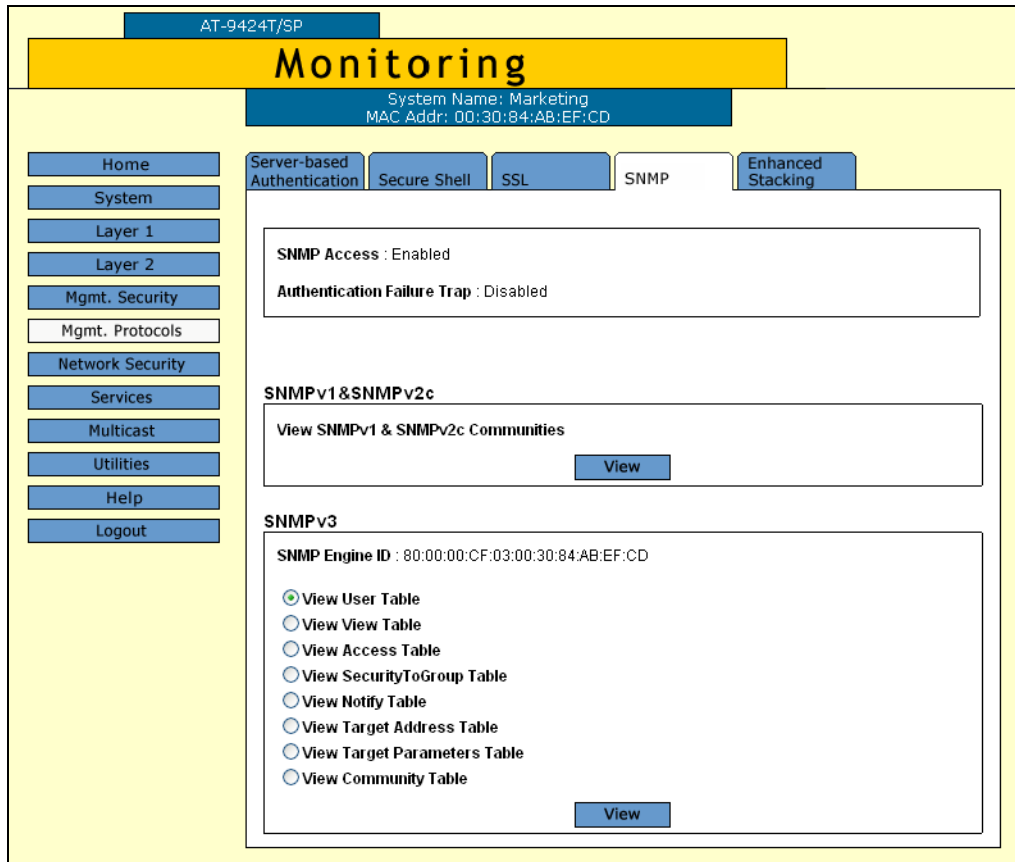 AT-9424T/SP
Monitoring
System Name: Marketing
MAC Addr: 00:30:84:AB:EF:CD
Home
System
Layer 1
Layer 2
Mgmt. Security
Mgmt. Protocols
Network Security
Services
Multicast
Utilities
Help
Logout
Server-based
Authentication
Secure Shell
SSL
SNMP
Enhanced
Stacking
SNMP Access : Enabled
Authentication Failure Trap : Disabled
SNMPv1&SNMPv2c
View SNMPv1 & SNMPv2c Communities
View
SNMPv3
SNMP Engine ID : 80:00:00:CF:03:00:30:84:AB:EF:CD
View User Table
View View Table
View Access Table
View SecurityToGroup Table
View Notify Table
View Target Address Table
View Target Parameters Table
View Community Table
View